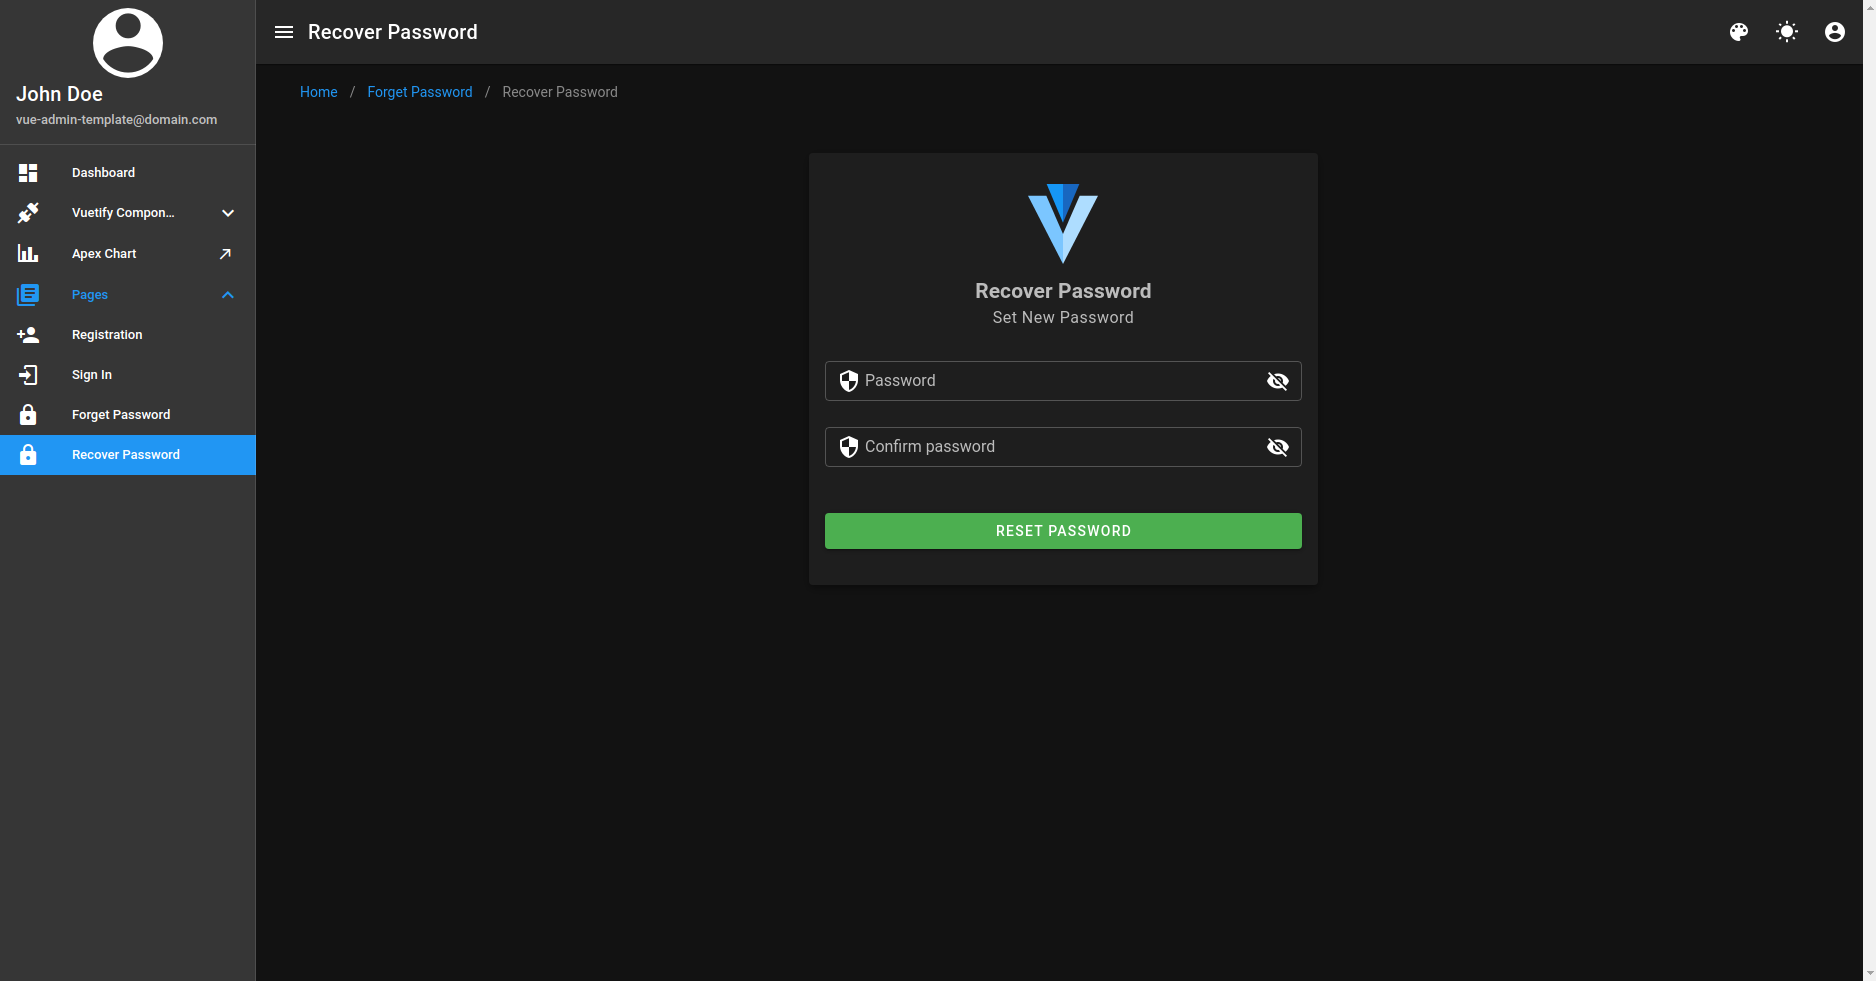 John Doe
vue-admin-template@domain.com
Dashboard
Vuetify Compon...
Apex Chart
Pages
Registration
Sign In
Forget Password
Recover Password
Recover Password
Home / Forget Password / Recover Password
Recover Password
Set New Password
Password
Confirm password
RESET PASSWORD